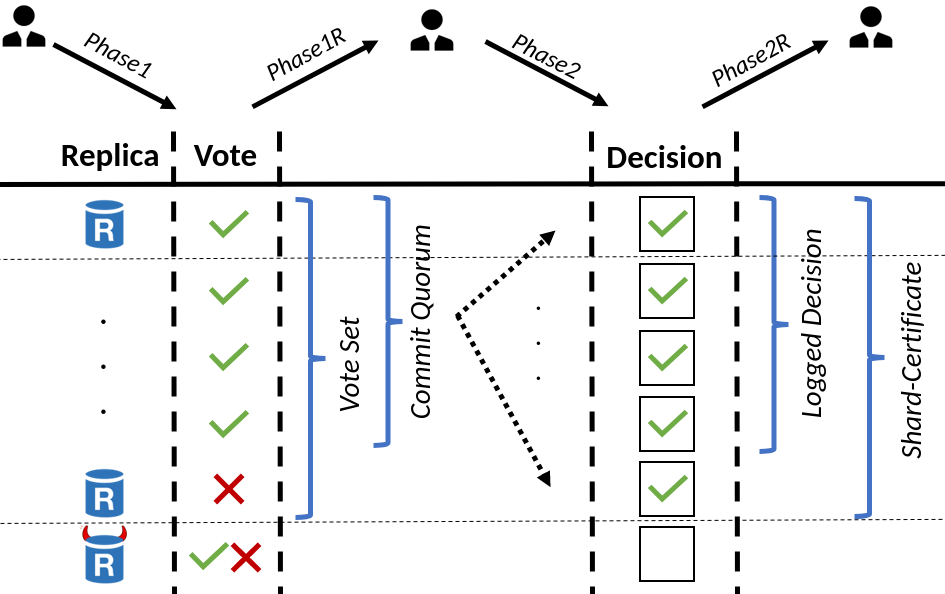 Phase1
Phase1R
Phase2
Phase2R
Replica
Vote
Decision
R
R
R
Vote Set
Commit Quorum
Logged Decision
Shard-Certificate